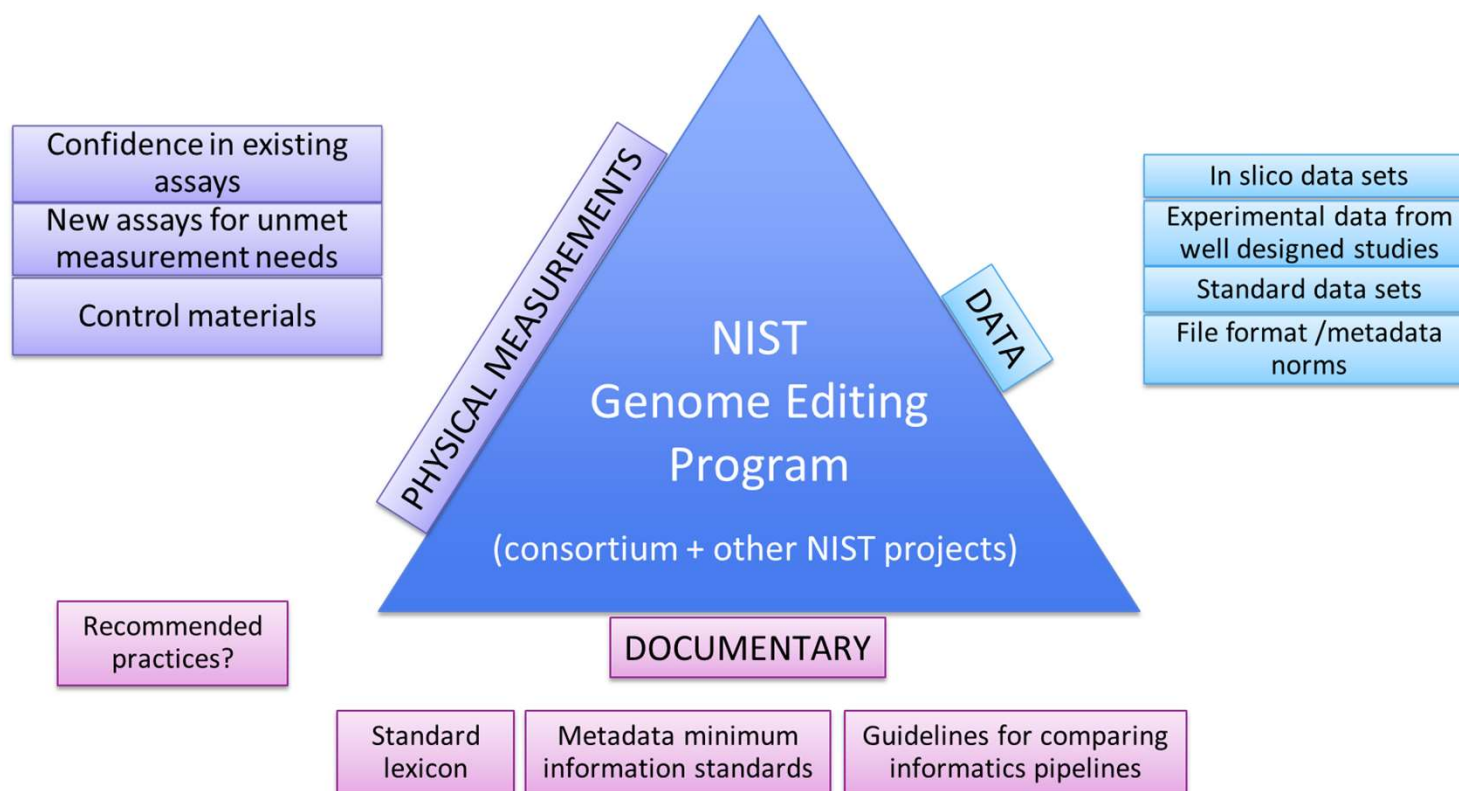 Confidence in existing
assays
New assays for unmet
measurement needs
Control materials
PHYSICAL MEASUREMENTS
NIST
Genome Editing
Program
(consortium + other NIST projects)
DATA
In slico data sets
Experimental data from
well designed studies
Standard data sets
File format /metadata
norms
Recommended
practices?
DOCUMENTARY
Standard
lexicon
Metadata minimum
information standards
Guidelines for comparing
informatics pipelines